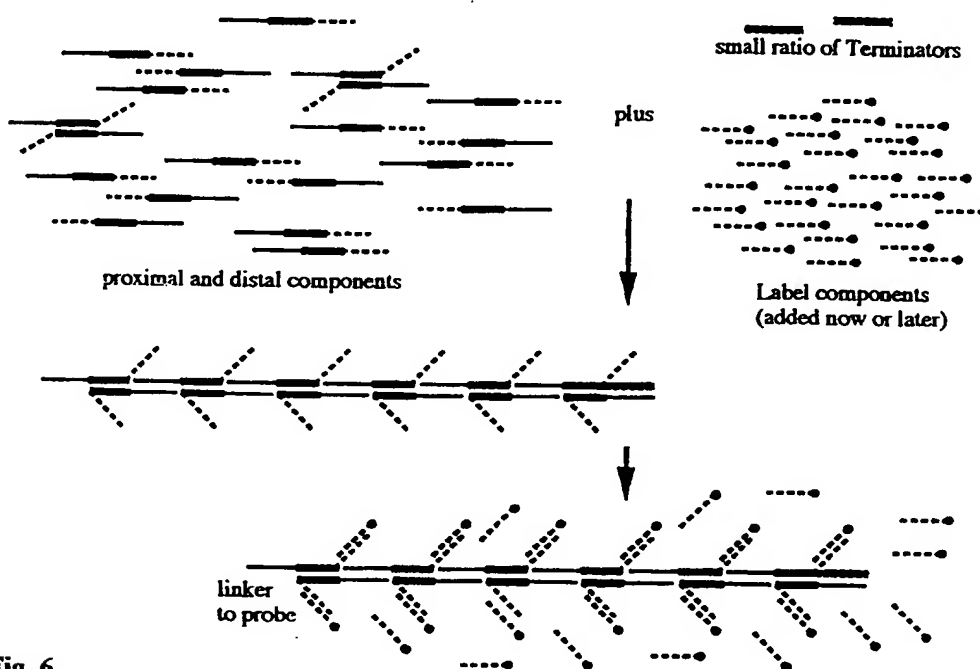 small ratio of Terminators
plus
proximal and distal components
Label components
(added now or later)
linker
to probe
Fig. 6